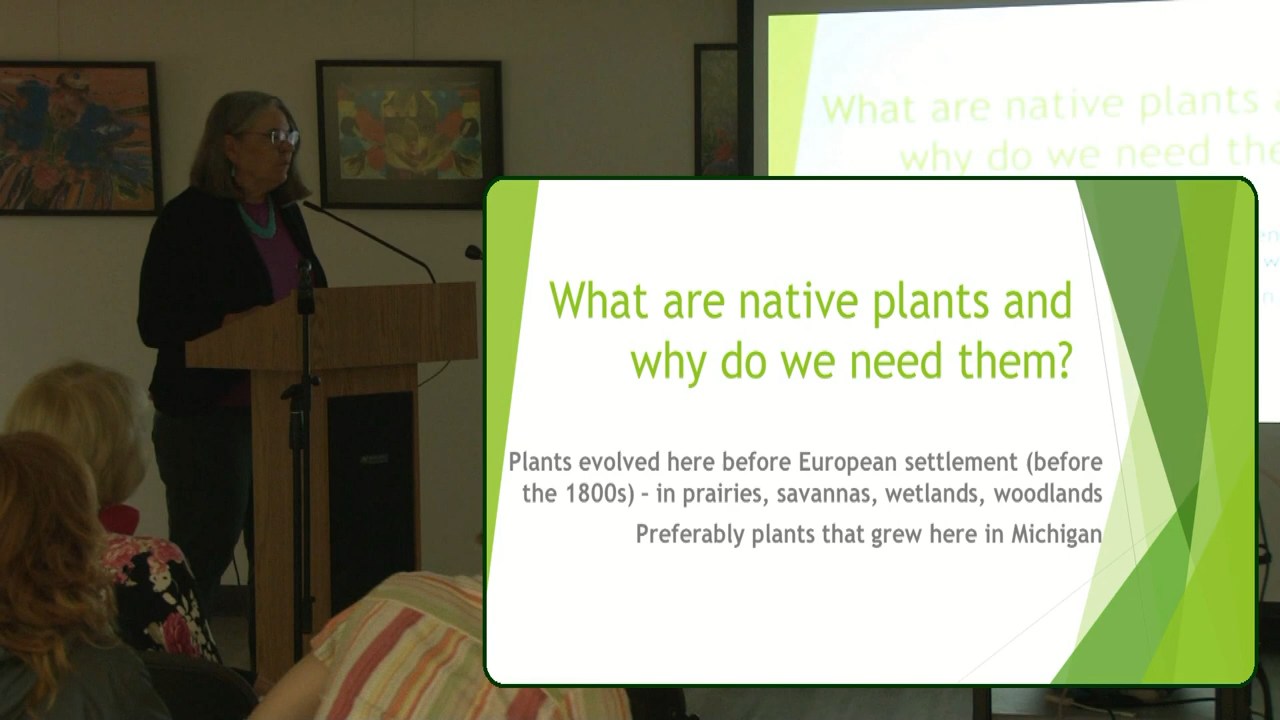 What are native plants
why do we need
What are native plants and
why do we need them?
Plants evolved here before European settlement (before
the 1800s) - in prairies, savannas, wetlands, woodlands
Preferably plants that grew here in Michigan